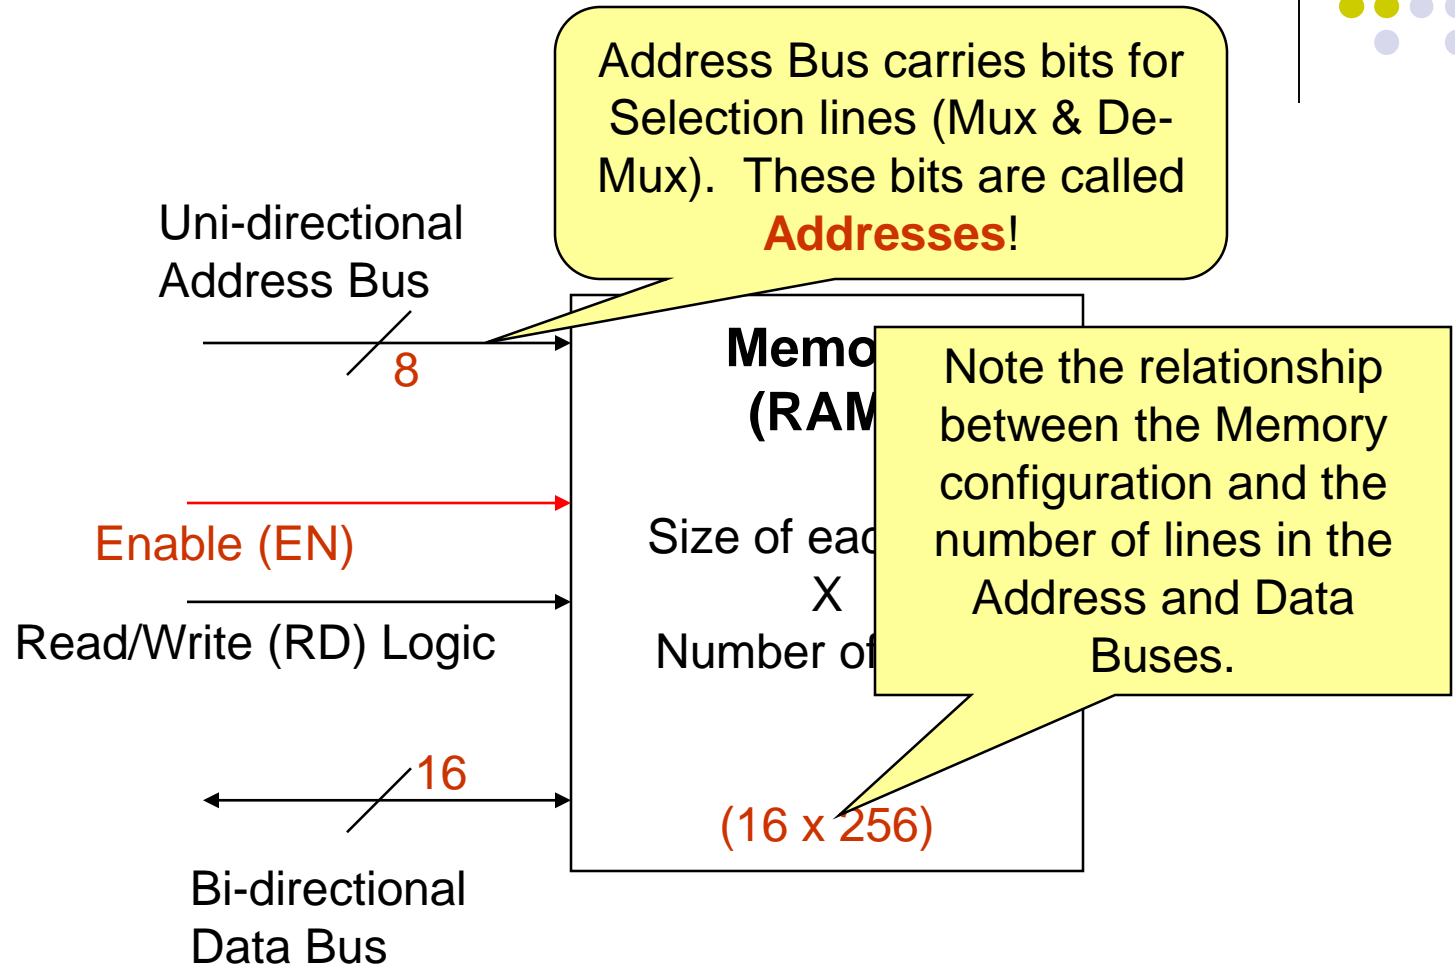 Address Bus carries bits for
Selection lines (Mux & De-
Mux). These bits are called
Addresses!
Uni-directional
Address Bus
8
Enable (EN)
Read/Write (RD) Logic
16
Bi-directional
Data Bus
Memo
(RAM
Size of eac
X
Number of
(16 x 256)
Note the relationship
between the Memory
configuration and the
number of lines in the
Address and Data
Buses.